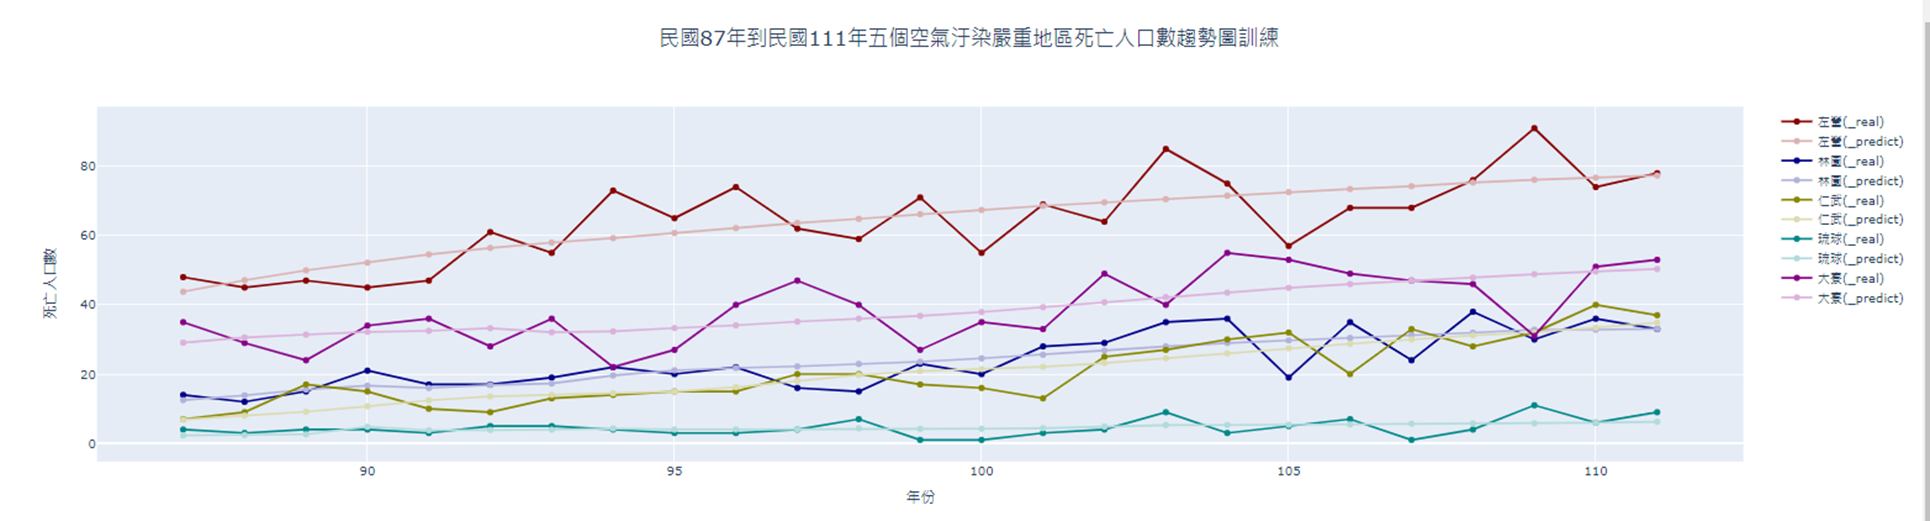 民國87年到民國111年五個空氣汙染嚴重地區死亡人口數趨勢圖訓練
死亡人口數
80
60
40
20
0
90
95
100
105
110
年份
左營(_real)
左營(_predict)
林園(_real)
林園(_predict)
仁武(_real)
仁武(_predict)
琉球(_real)
琉球(_predict)
大寮(_real)
大寮(_predict)